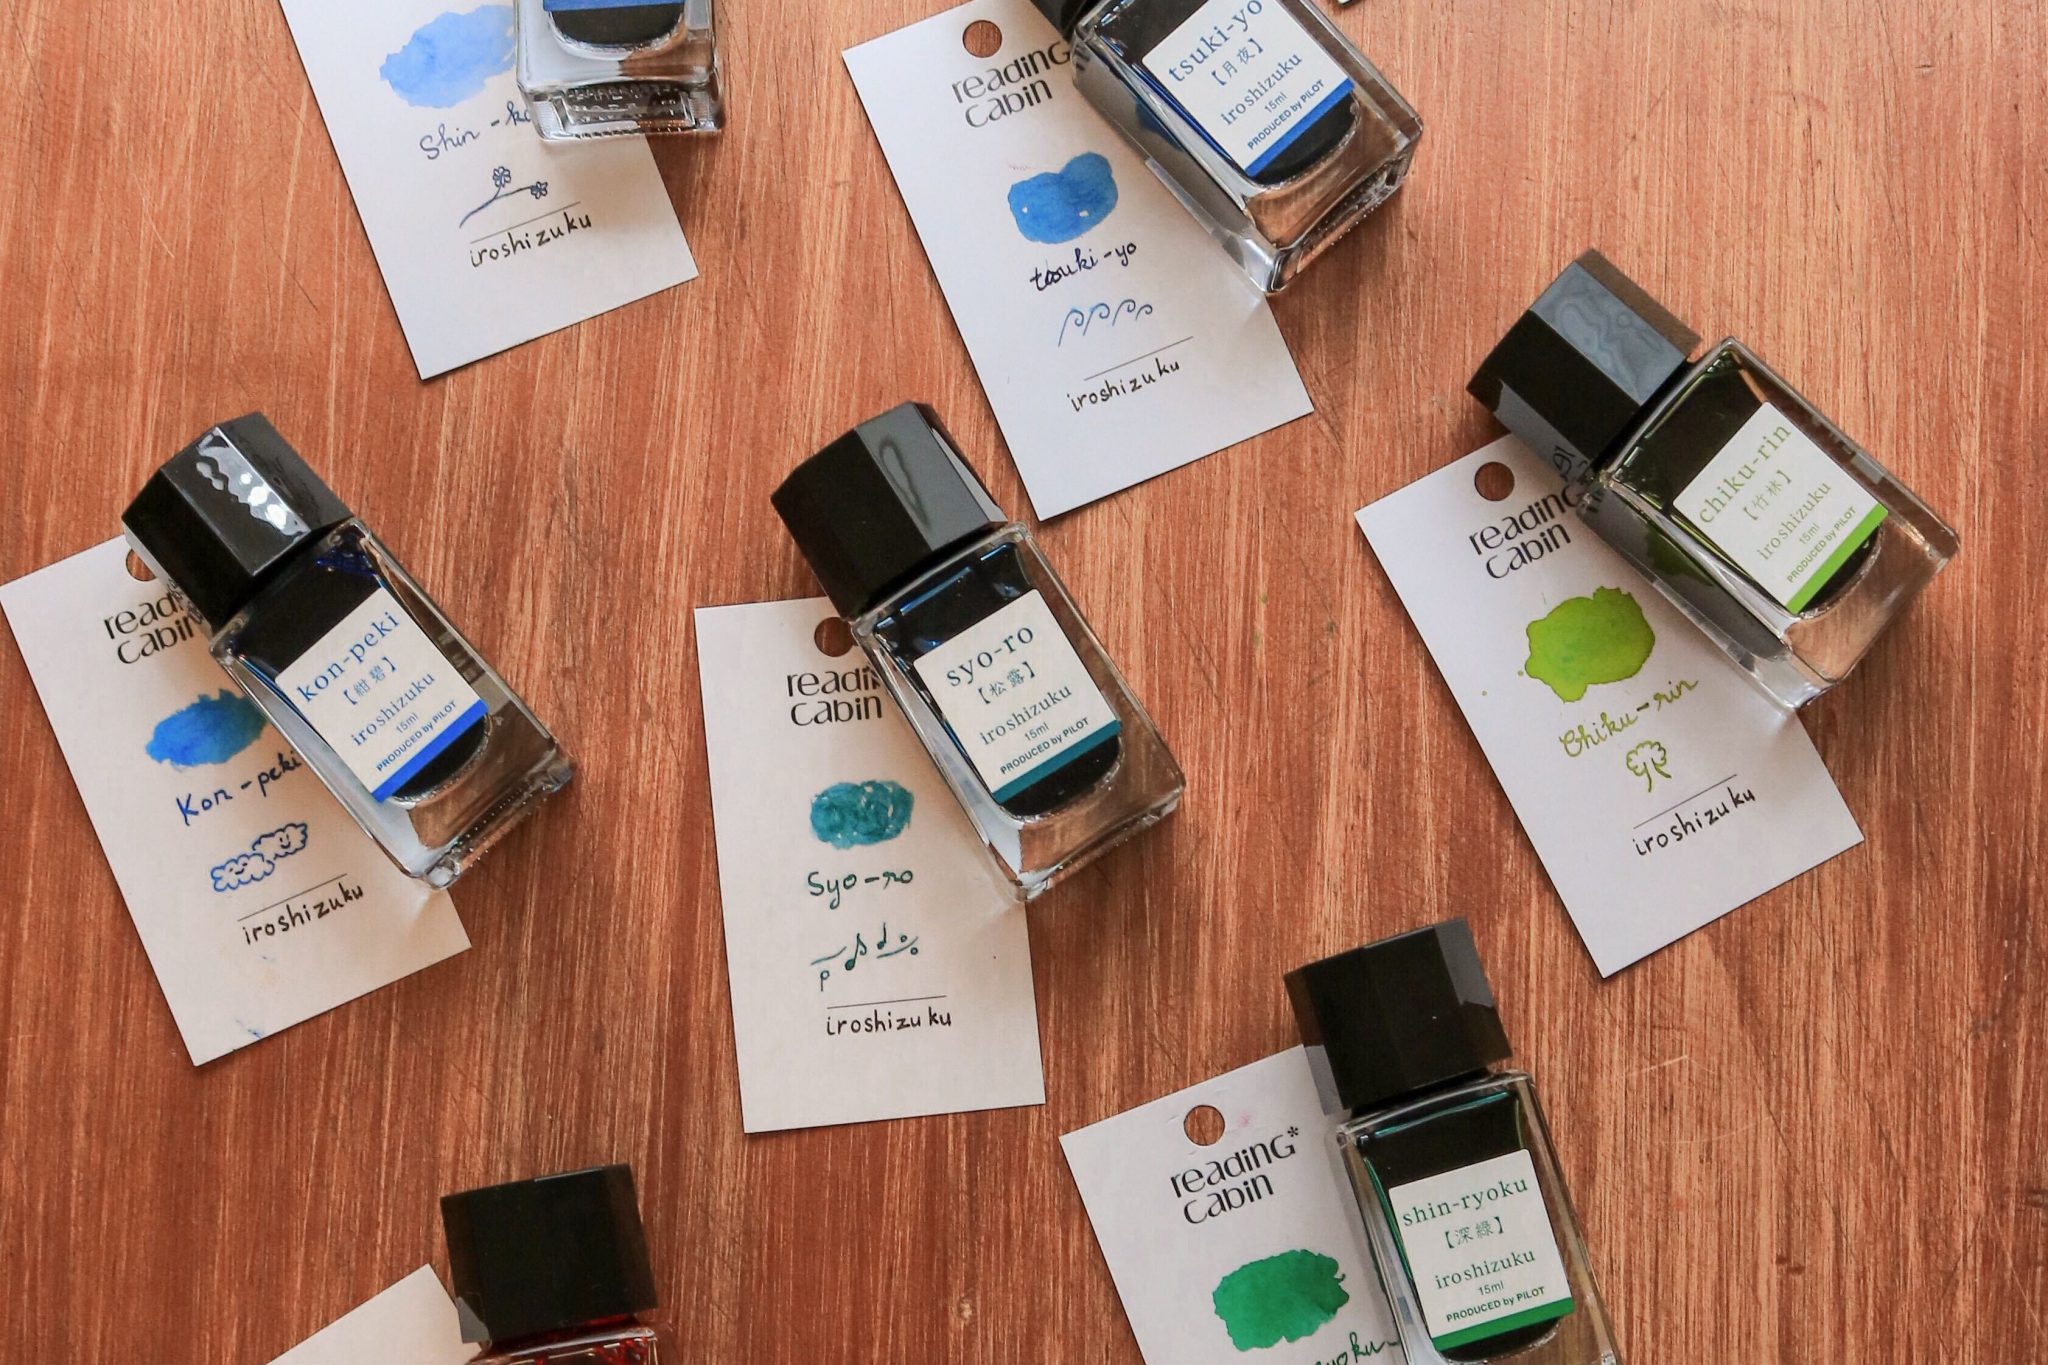 Shin-
iroshizuku
reading
cabin
tsuki-yo
iroshizuku
tsuki-yo
【月夜】
iroshizuku
15ml
PRODUCED by PILOT
reading
cabin
Chiku-rin
iroshizuku
chiku-rin
【竹林】
iroshizuku
15ml
PRODUCED by PILOT
cabin
Kon-peki
iroshizuku
kon-peki
【紺碧】
iroshizuku
15ml
PRODUCED by PILOT
cabin
Syo-ro
iroshizuku
syo-ro
【松露】
iroshizuku
15ml
PRODUCED by PILOT
reading*
cabin
shin-ryoku
【深緑】
iroshizuku
15ml
PRODUCED by PILOT